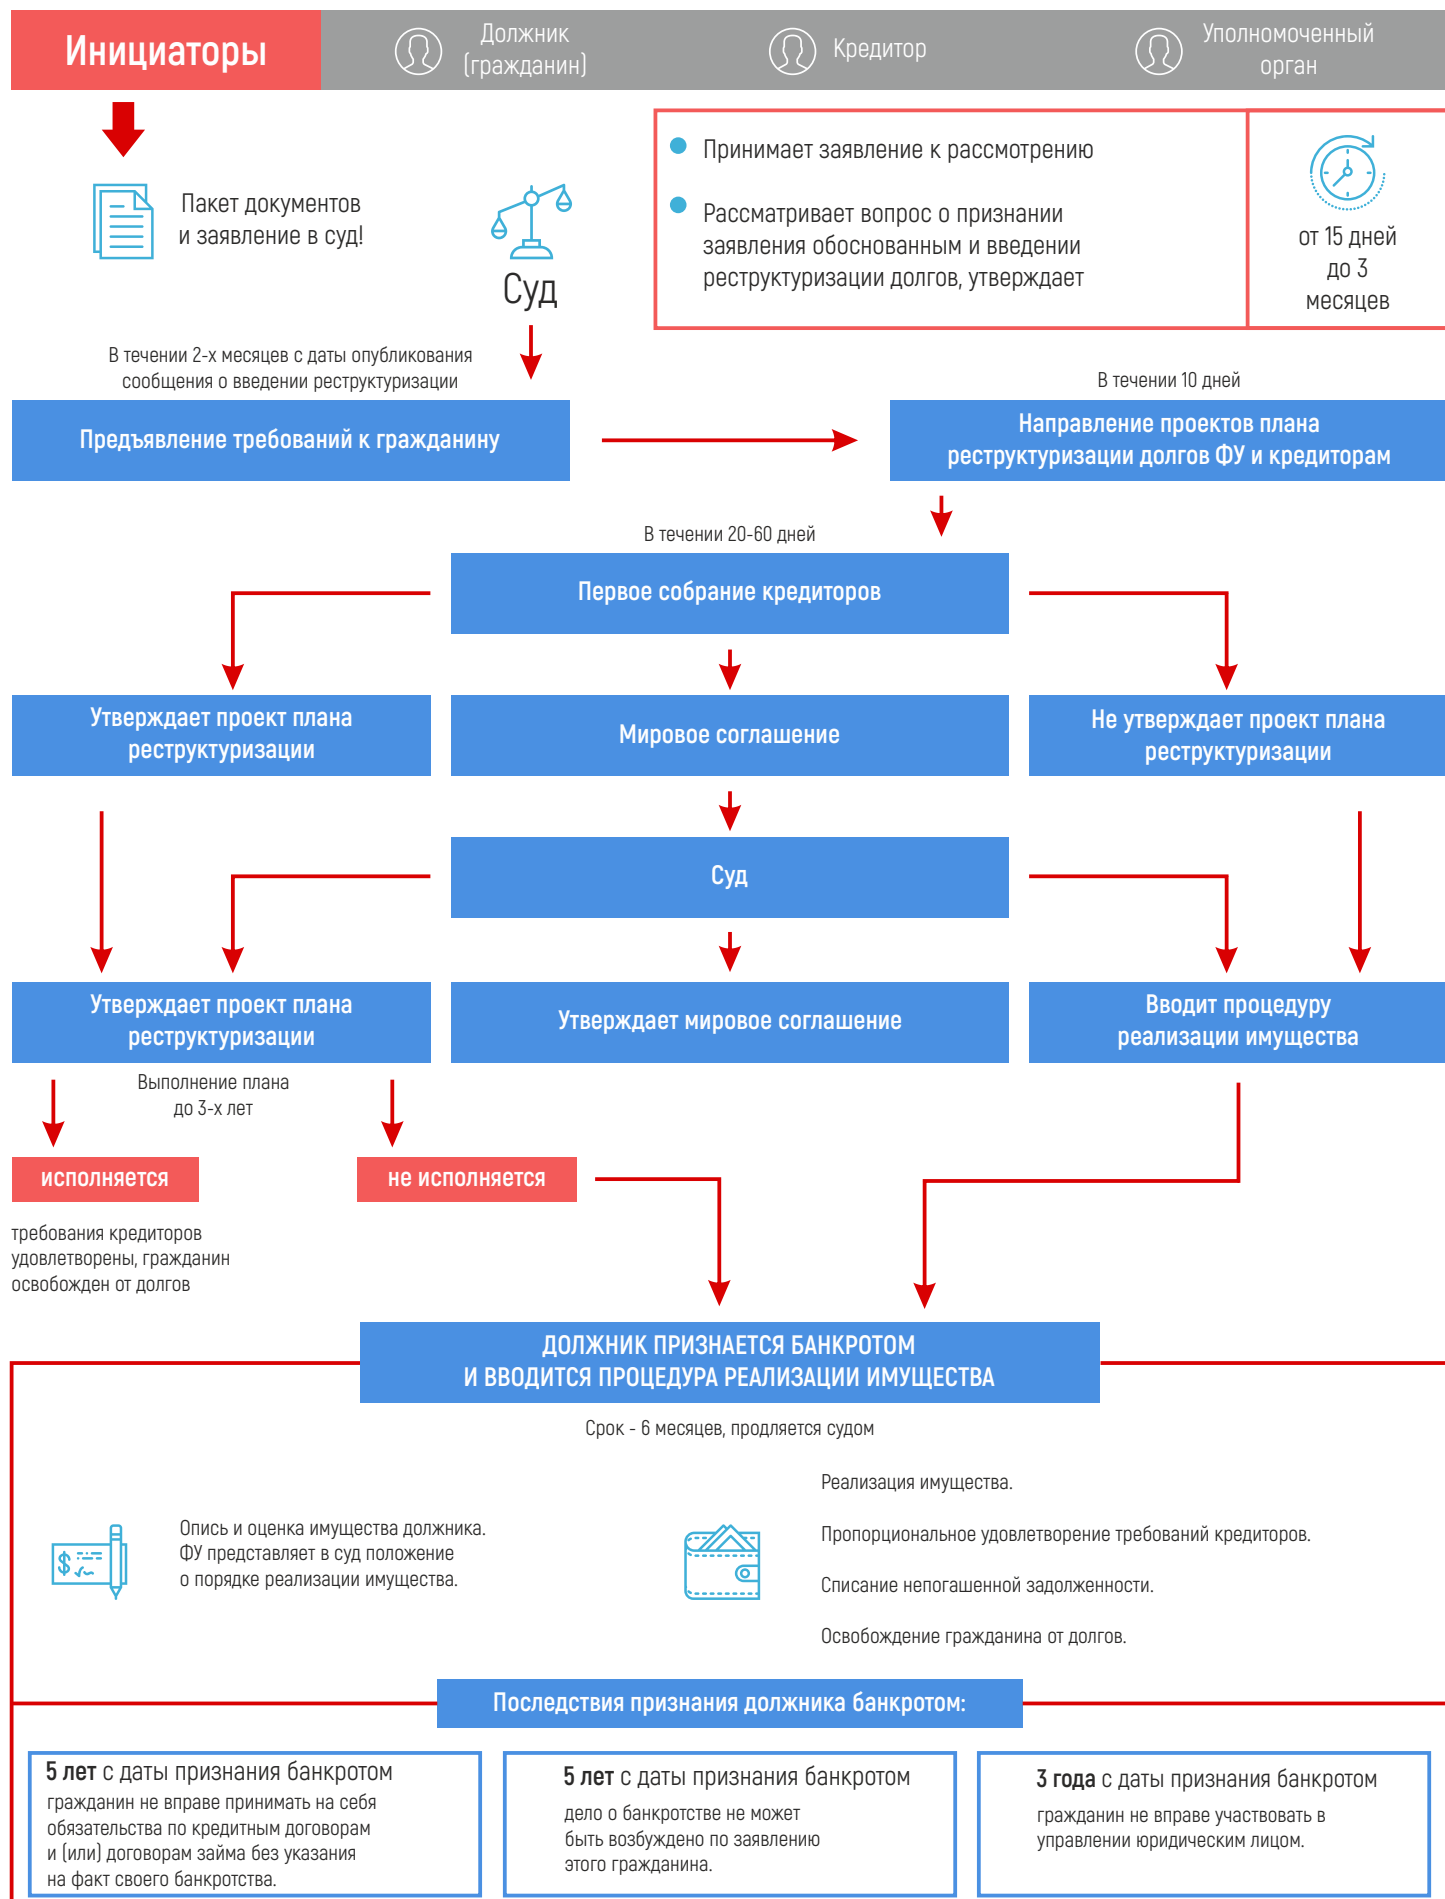 Инициаторы
Должник
(гражданин)
Кредитор
Уполномоченный
орган
Пакет документов
и заявление в суд!
Суд
Принимает заявление к рассмотрению
Рассматривает вопрос о признании
заявления обоснованным и введении
реструктуризации долгов, утверждает
от 15 дней
до 3
месяцев
В течении 2-х месяцев с даты опубликования
сообщения о введении реструктуризации
Предъявление требований к гражданину
В течении 10 дней
Направление проектов плана
реструктуризации долгов ФУ и кредиторам
В течении 20-60 дней
Первое собрание кредиторов
Утверждает проект плана
реструктуризации
Мировое соглашение
Не утверждает проект плана
реструктуризации
Суд
Утверждает проект плана
реструктуризации
Утверждает мировое соглашение
Вводит процедуру
реализации имущества
Выполнение плана
до 3-х лет
исполняется
не исполняется
требования кредиторов
удовлетворены, гражданин
освобожден от долгов
ДОЛЖНИК ПРИЗНАЕТСЯ БАНКРОТОМ
И ВВОДИТСЯ ПРОЦЕДУРА РЕАЛИЗАЦИИ ИМУЩЕСТВА
Срок - 6 месяцев, продляется судом
Опись и оценка имущества должника.
ФУ представляет в суд положение
о порядке реализации имущества.
Реализация имущества.
Пропорциональное удовлетворение требований кредиторов.
Списание непогашенной задолженности.
Освобождение гражданина от долгов.
Последствия признания должника банкротом:
5 лет с даты признания банкротом
гражданин не вправе принимать на себя
обязательства по кредитным договорам
и (или) договорам займа без указания
на факт своего банкротства.
5 лет с даты признания банкротом
дело о банкротстве не может
быть возбуждено по заявлению
этого гражданина.
3 года с даты признания банкротом
гражданин не вправе участвовать в
управлении юридическим лицом.